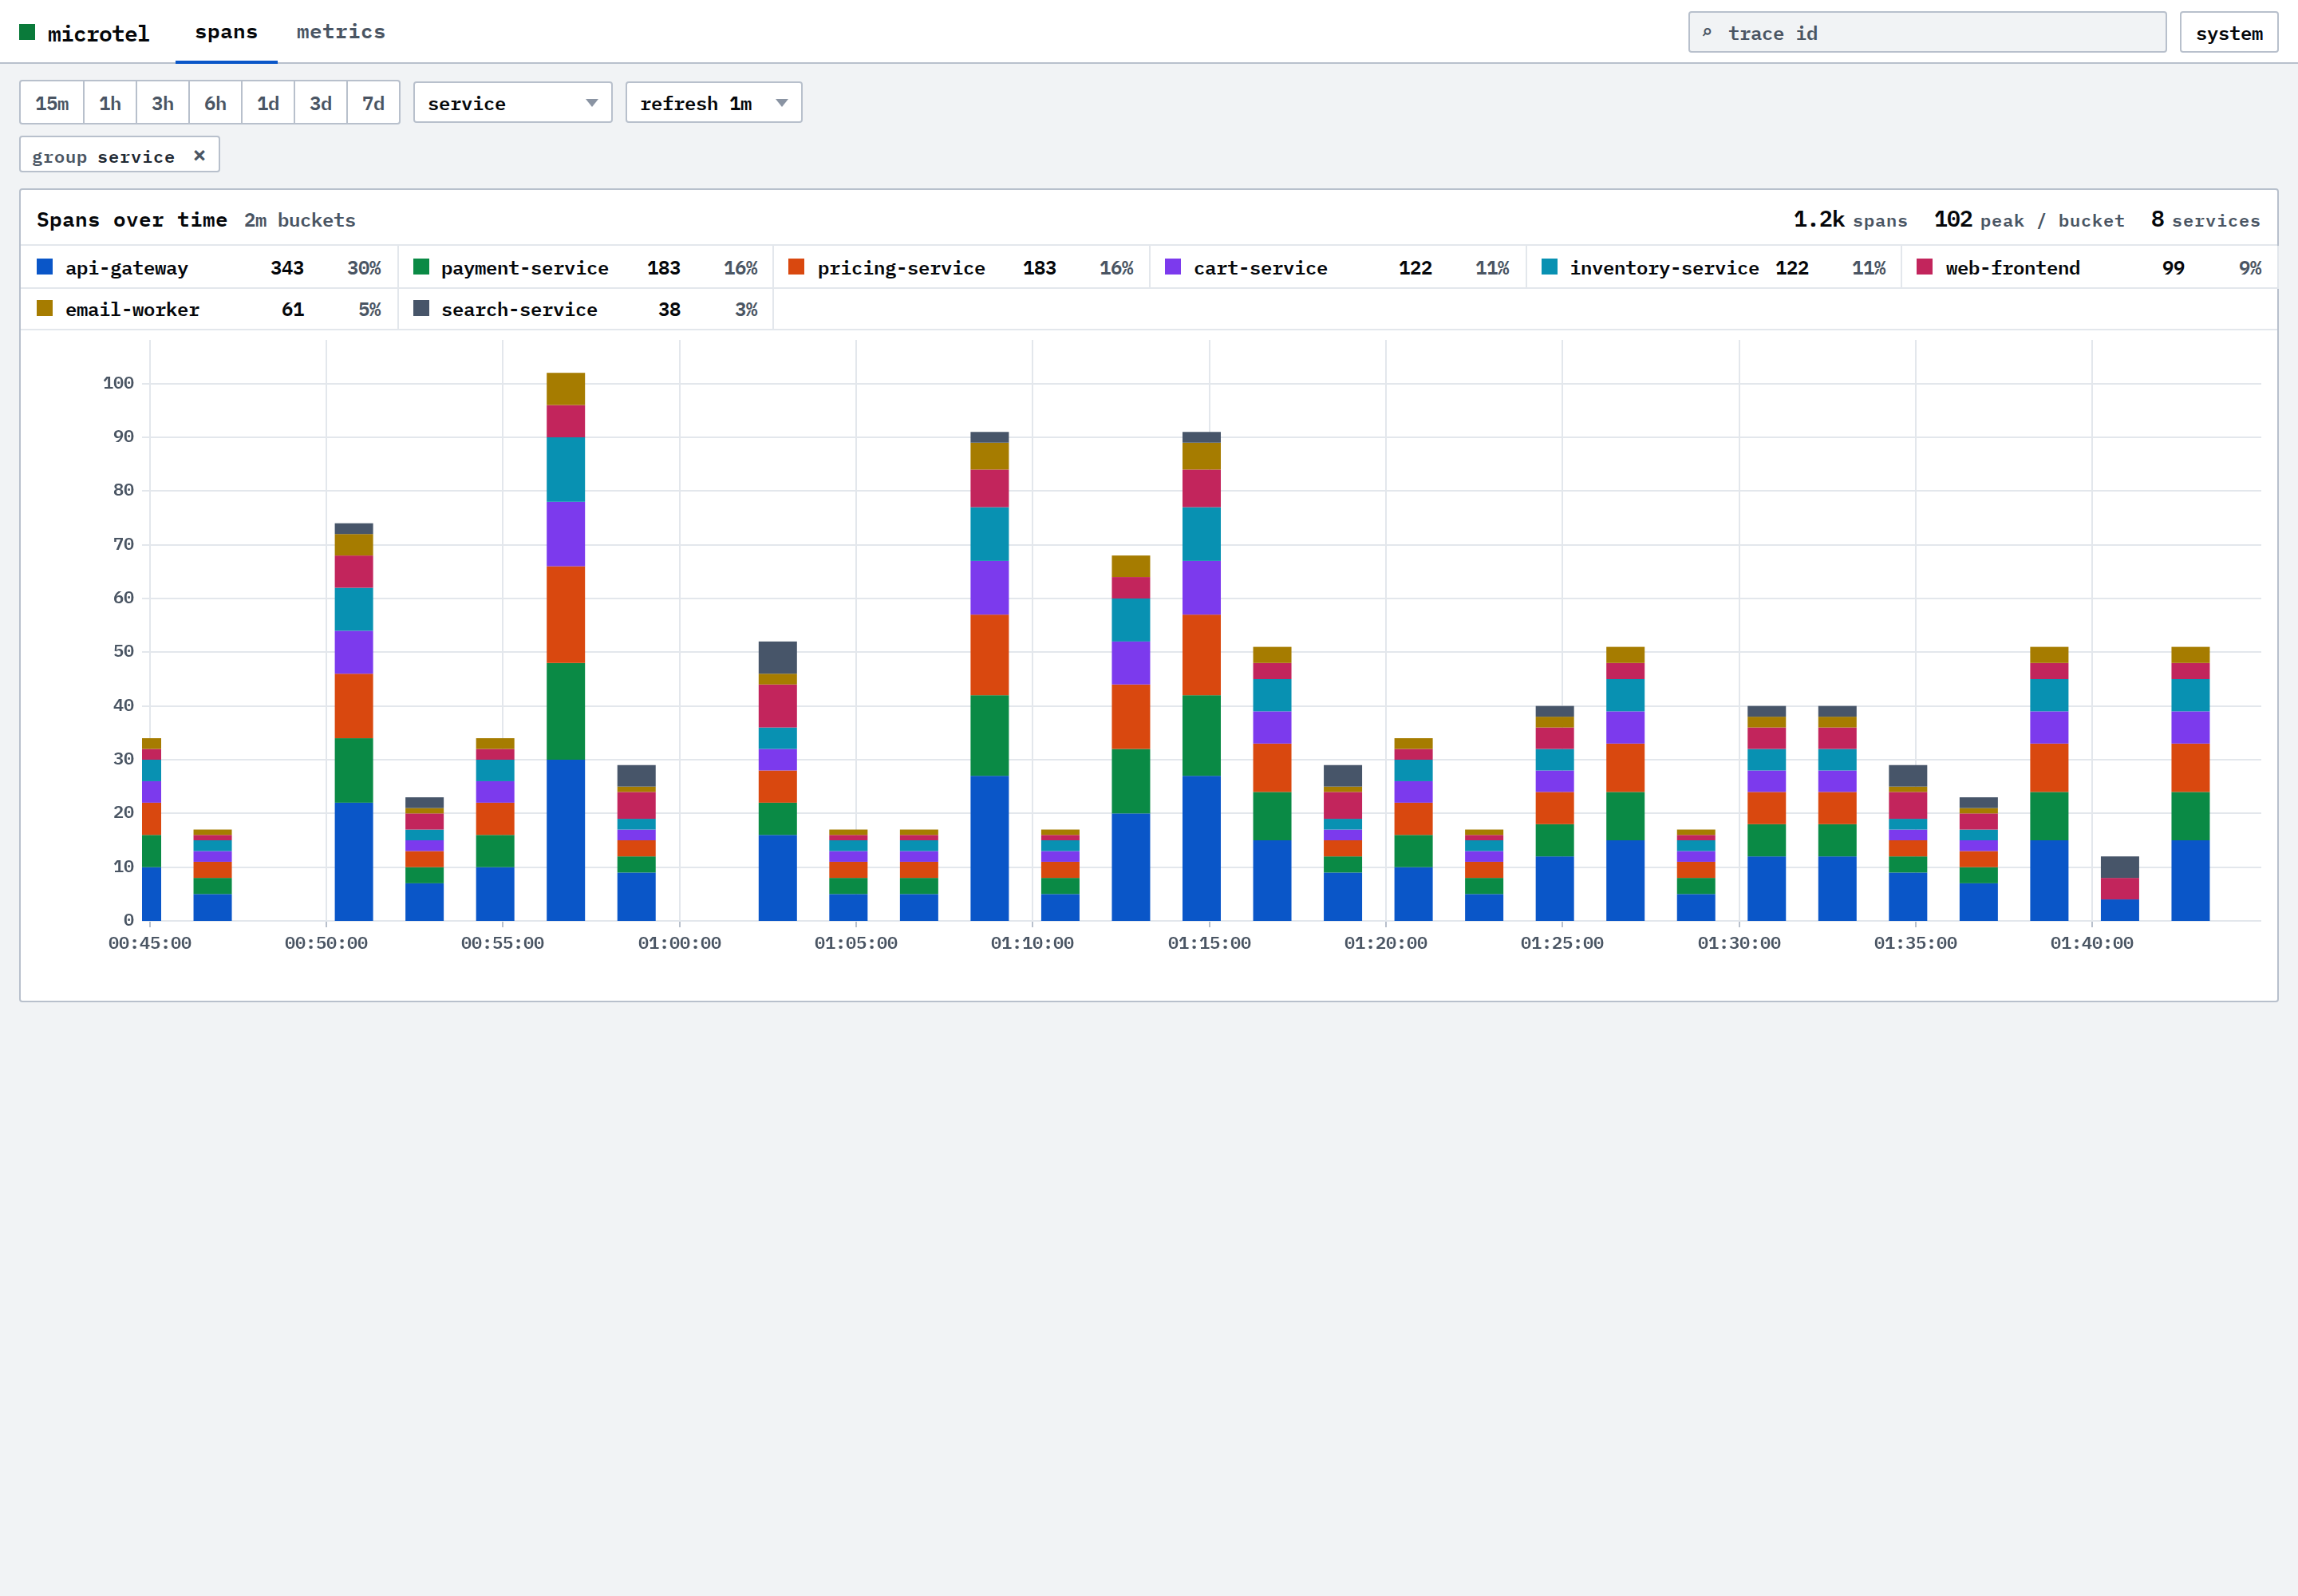 microtel spans metrics ⌕ trace id system
15m 1h 3h 6h 1d 3d 7d service refresh 1m
group service ×
Spans over time 2m buckets 1.2k spans 102 peak / bucket 8 services
api-gateway 343 30% payment-service 183 16% pricing-service 183 16% cart-service 122 11% inventory-service 122 11% web-frontend 99 9%
email-worker 61 5% search-service 38 3%
100
90
80
70
60
50
40
30
20
10
0
00:45:00 00:50:00 00:55:00 01:00:00 01:05:00 01:10:00 01:15:00 01:20:00 01:25:00 01:30:00 01:35:00 01:40:00